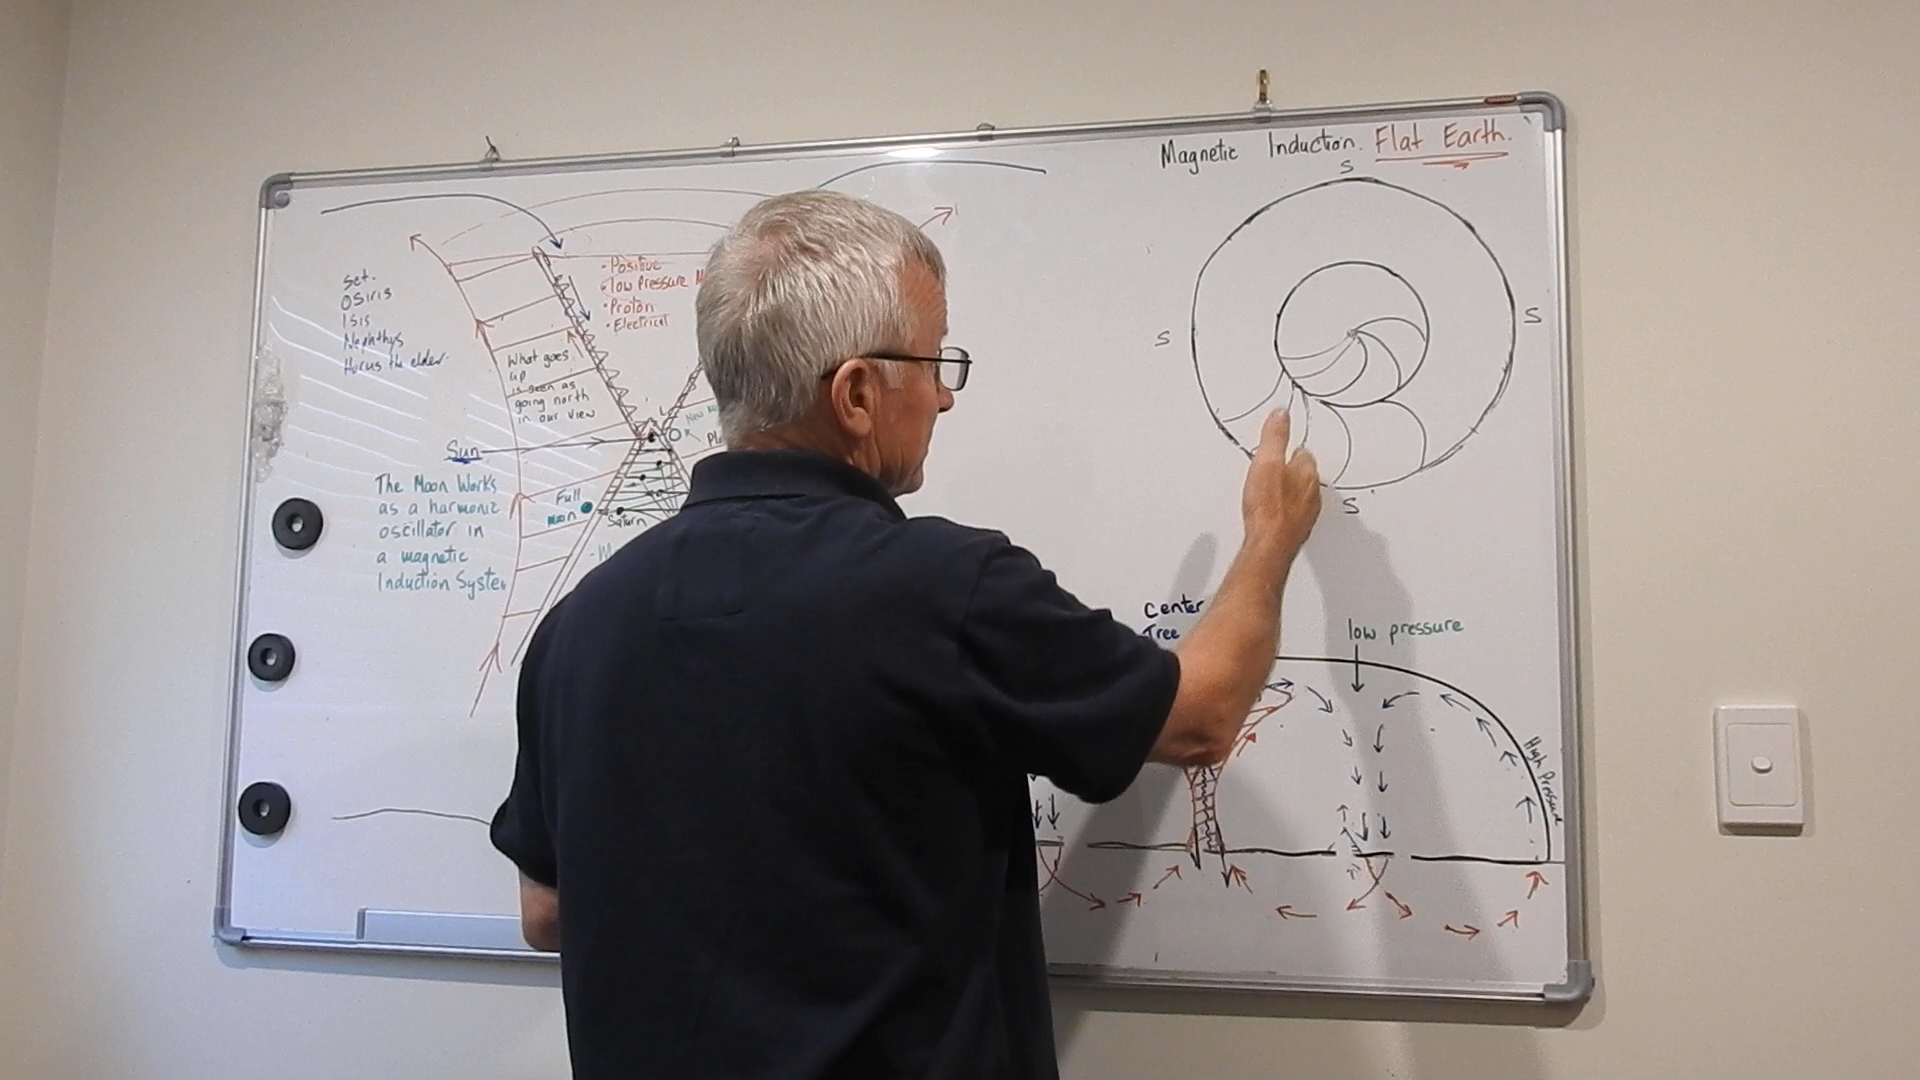 Magnetic Induction. Flat Earth.
S
S
S
S
Set.
Osiris
Isis
Nephthys
Horus the elder.
- Positive
- low Pressure
- Proton
- Electrical
What goes
up
is seen as
going north
in our view
Sun
New
Full
moon
Saturn
The Moon Works
as a harmonic
oscillator in
a magnetic
Induction System
Center
Tree
low pressure
High Pressure